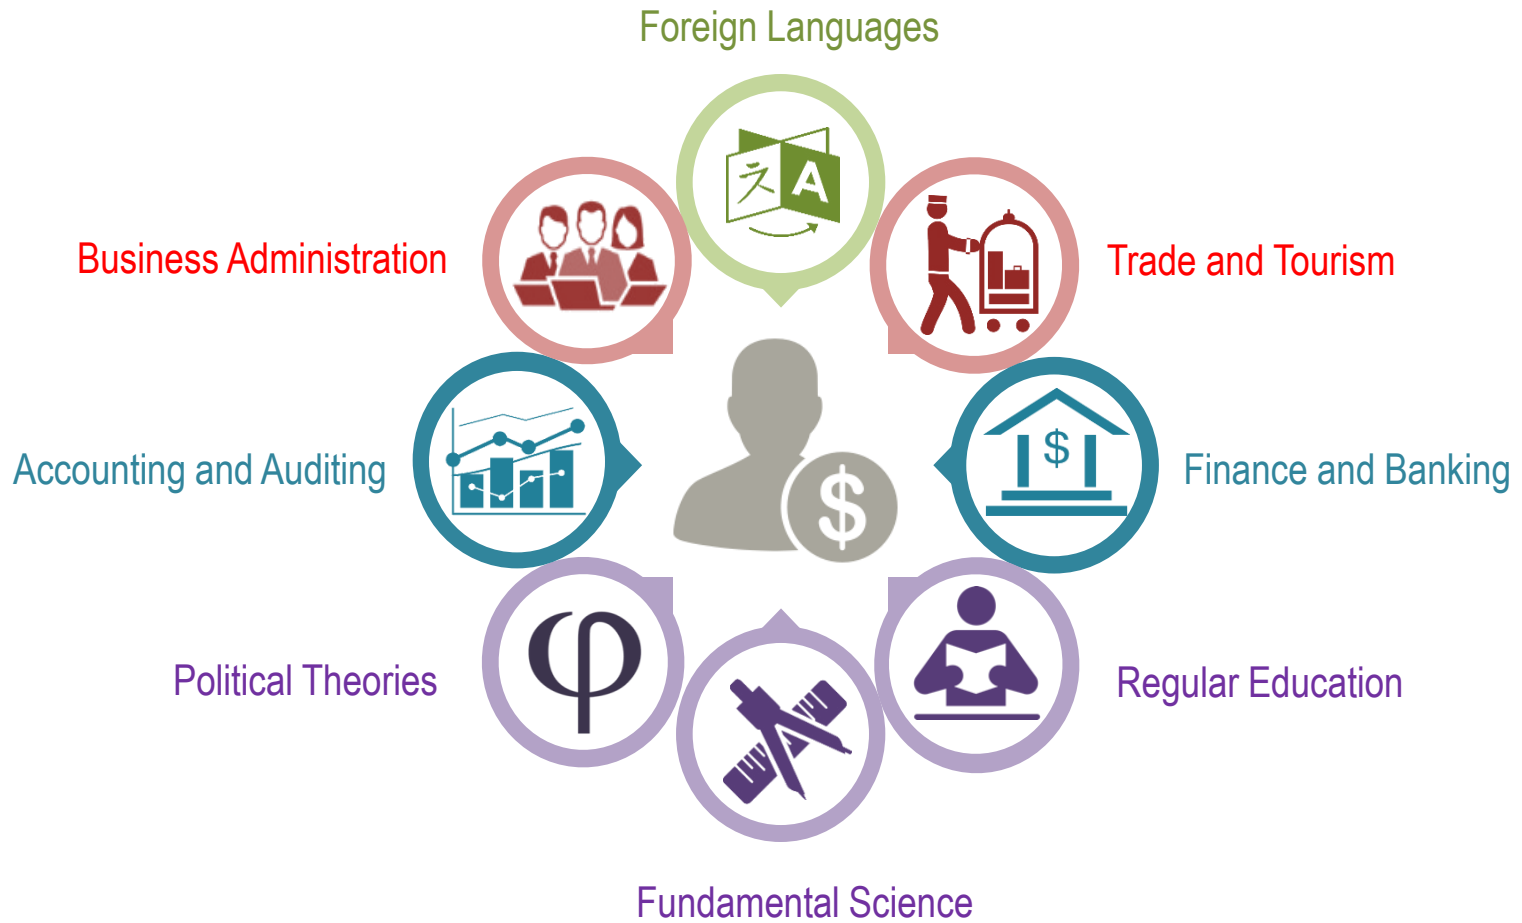 Foreign Languages
Business Administration
Trade and Tourism
Accounting and Auditing
$
Finance and Banking
$
Political Theories
φ
Regular Education
Fundamental Science
A